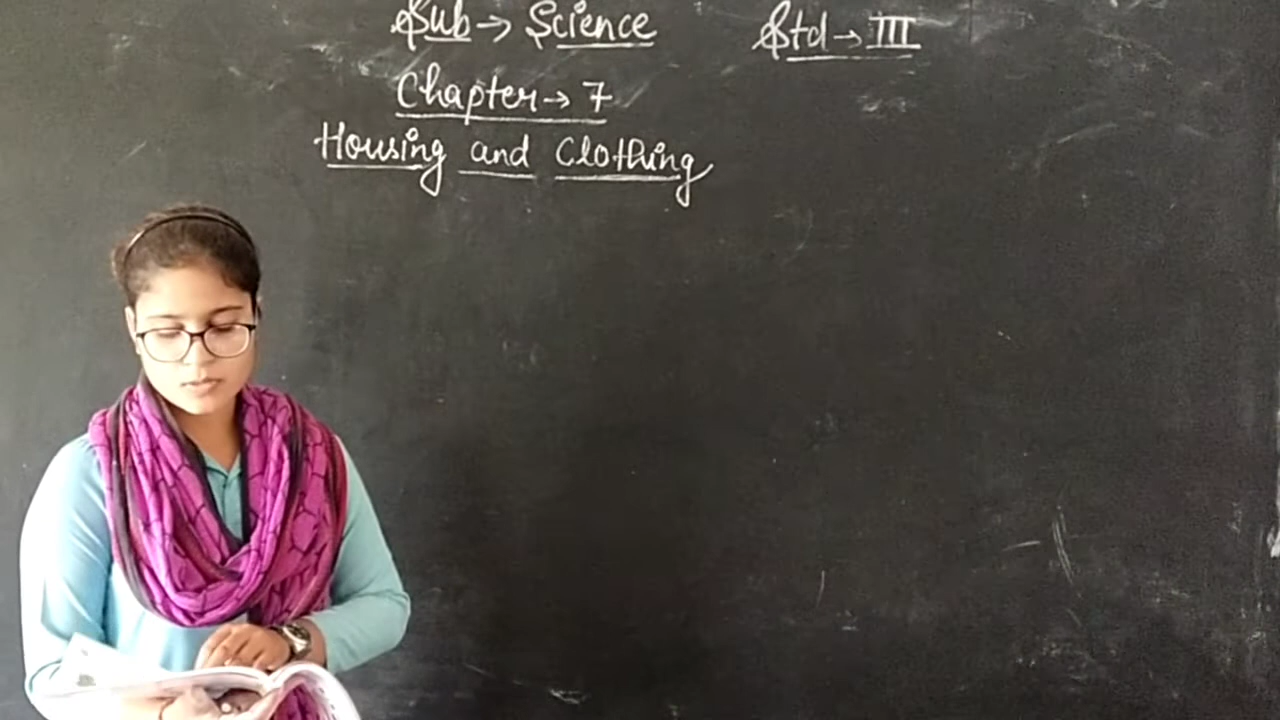 Sub → Science Std → III
Chapter → 7
Housing and Clothing